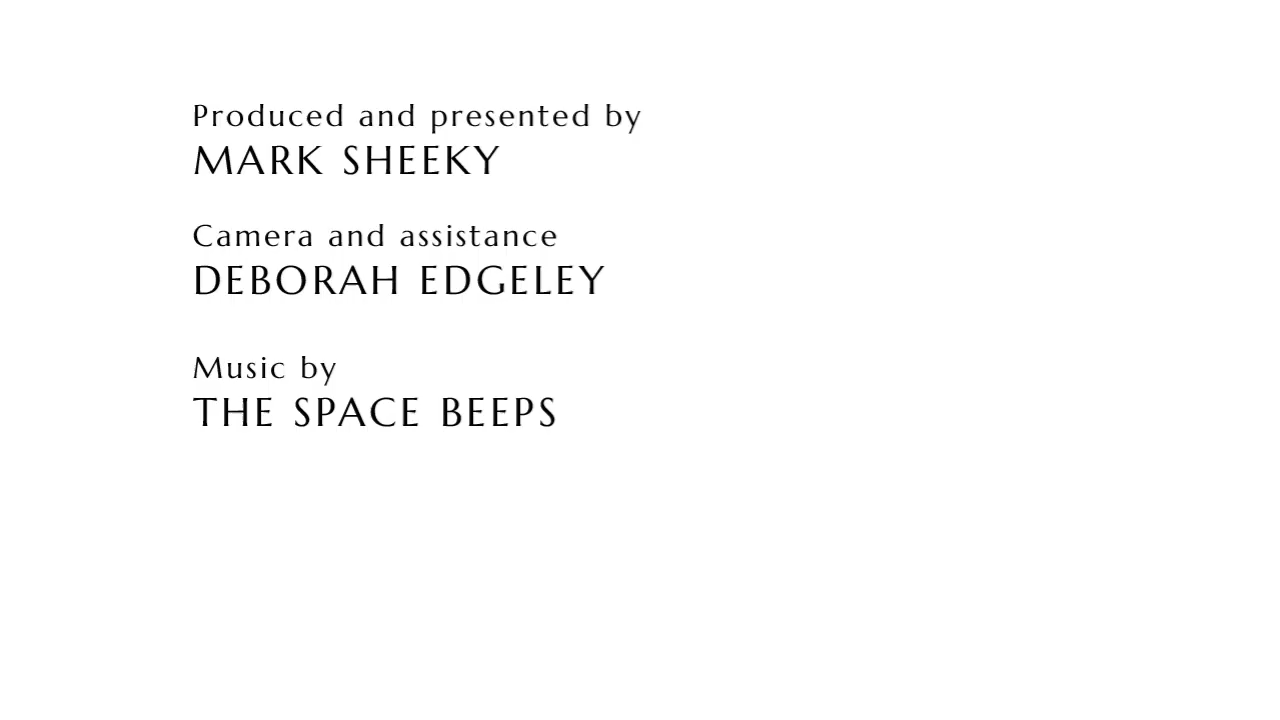 Produced and presented by
MARK SHEEKY
Camera and assistance
DEBORAH EDGELEY
Music by
THE SPACE BEEPS